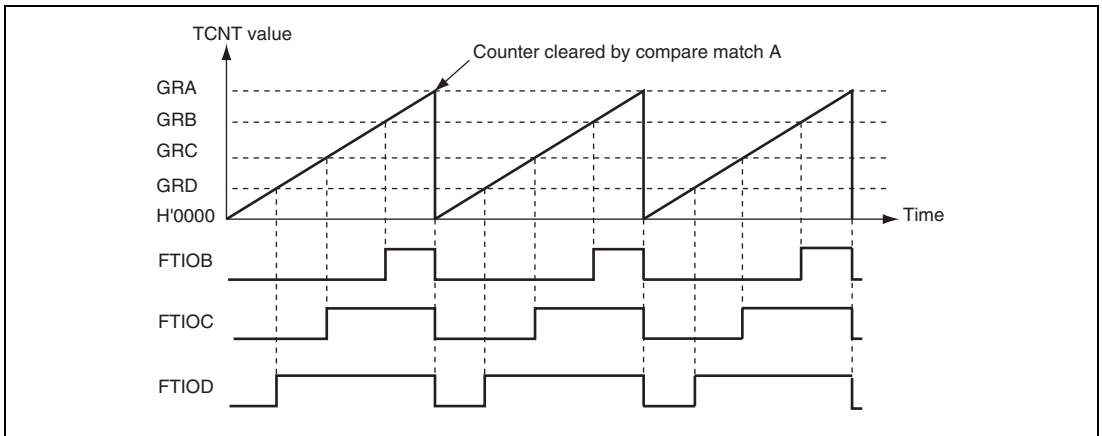 TCNT value
Counter cleared by compare match A
GRA
GRB
GRC
GRD
H'0000
Time
FTIOB
FTIOC
FTIOD